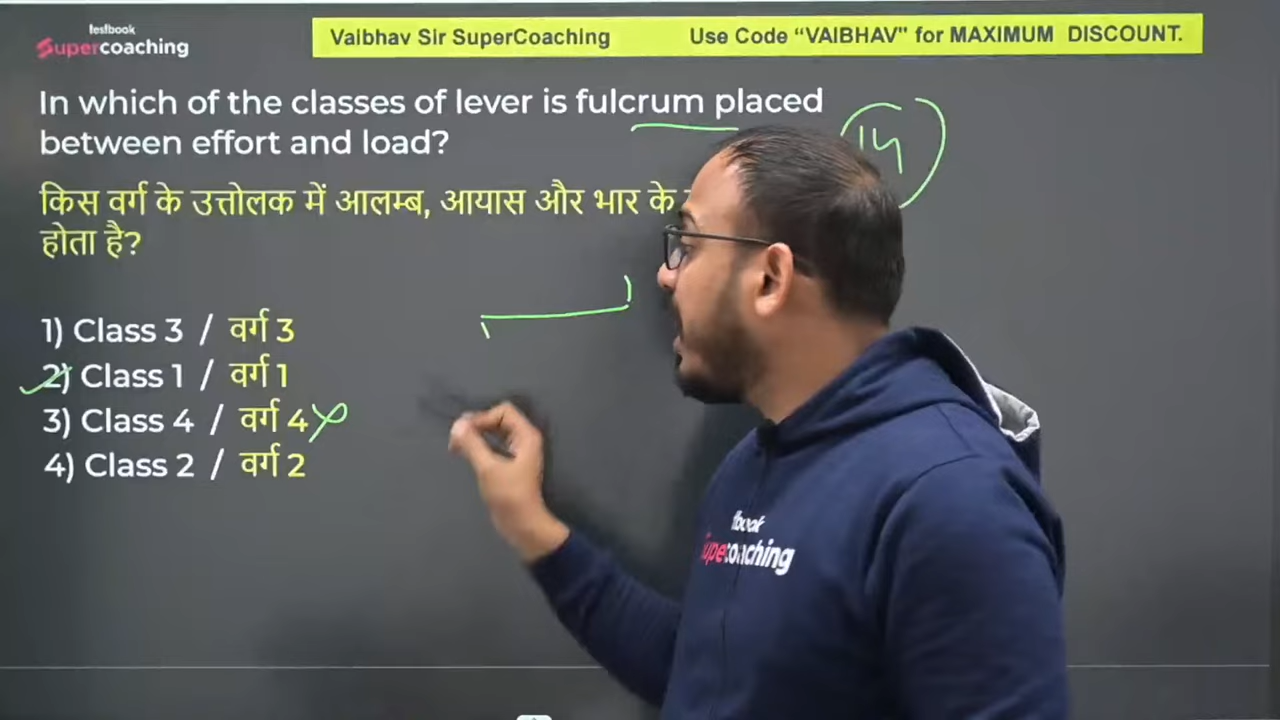 testbook
Supercoaching
Vaibhav Sir SuperCoaching Use Code “VAIBHAV" for MAXIMUM DISCOUNT.
In which of the classes of lever is fulcrum placed
between effort and load?
14
किस वर्ग के उत्तोलक में आलम्ब, आयास और भार के
होता है?
1) Class 3 / वर्ग 3
2) Class 1 / वर्ग 1
3) Class 4 / वर्ग 4
4) Class 2 / वर्ग 2
Supercoaching